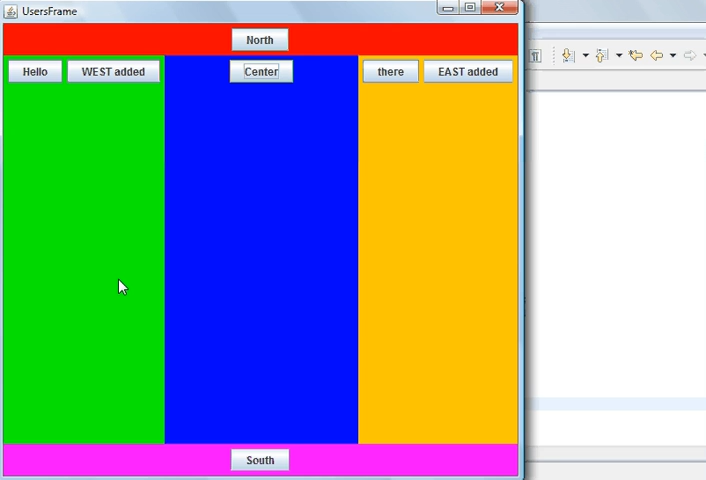 UsersFrame
North
Hello WEST added Center there EAST added
South